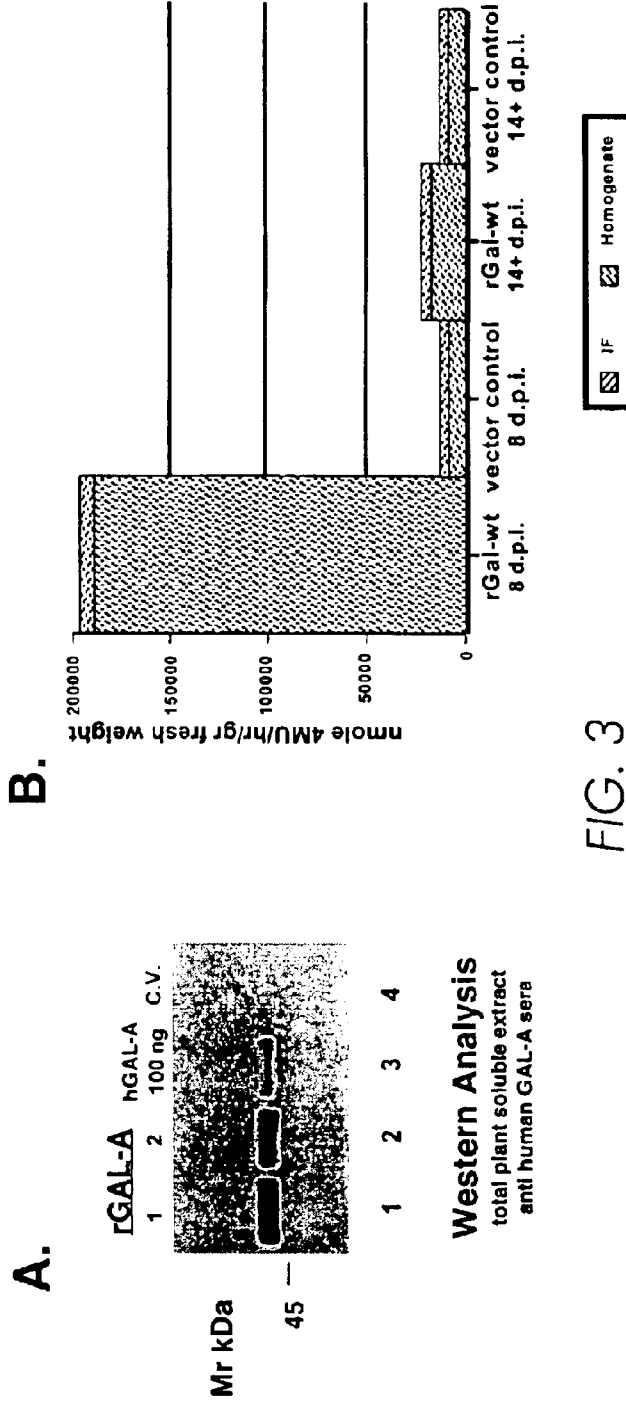 A.
rGAL-A
hGAL-A
1 2 100 ng C.V.
Mr kDa
45 —
1 2 3 4
Western Analysis
total plant soluble extract
anti human GAL-A sera
B.
nmole 4MU/hr/gr fresh weight
200000
150000
100000
50000
0
rGal-wt vector control rGal-wt vector control
8 d.p.i. 8 d.p.i. 14+ d.p.i. 14+ d.p.i.
IF Homogenate
FIG. 3